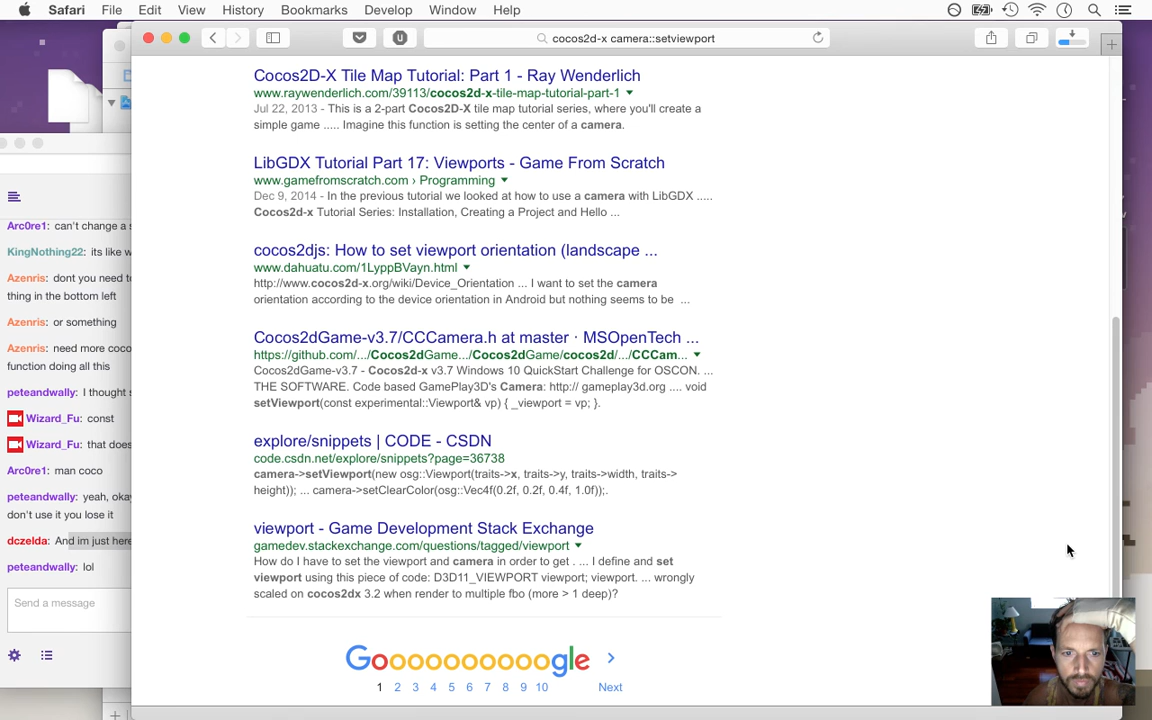 Safari File Edit View History Bookmarks Develop Window Help
cocos2d-x camera::setviewport
Cocos2D-X Tile Map Tutorial: Part 1 - Ray Wenderlich
www.raywenderlich.com/39113/cocos2d-x-tile-map-tutorial-part-1
Jul 22, 2013 - This is a 2-part Cocos2D-X tile map tutorial series, where you'll create a
simple game ..... Imagine this function is setting the center of a camera.
LibGDX Tutorial Part 17: Viewports - Game From Scratch
www.gamefromscratch.com › Programming
Dec 9, 2014 - In the previous tutorial we looked at how to use a camera with LibGDX .....
Cocos2d-x Tutorial Series: Installation, Creating a Project and Hello ...
cocos2djs: How to set viewport orientation (landscape ...
www.dahuatu.com/1LyppBVayn.html
http://www.cocos2d-x.org/wiki/Device_Orientation ... I want to set the camera
orientation according to the device orientation in Android but nothing seems to be ...
Cocos2dGame-v3.7/CCCamera.h at master · MSOpenTech ...
https://github.com/.../Cocos2dGame.../Cocos2dGame/cocos2d/.../CCCam...
Cocos2dGame-v3.7 - Cocos2d-x v3.7 Windows 10 QuickStart Challenge for OSCON. ...
THE SOFTWARE. Code based GamePlay3D's Camera: http:// gameplay3d.org .... void
setViewport(const experimental::Viewport& vp) { _viewport = vp; }.
explore/snippets | CODE - CSDN
code.csdn.net/explore/snippets?page=36738
camera->setViewport(new osg::Viewport(traits->x, traits->y, traits->width, traits->
height)); ... camera->setClearColor(osg::Vec4f(0.2f, 0.2f, 0.4f, 1.0f));.
viewport - Game Development Stack Exchange
gamedev.stackexchange.com/questions/tagged/viewport
How do I have to set the viewport and camera in order to get . ... I define and set
viewport using this piece of code: D3D11_VIEWPORT viewport; viewport. ... wrongly
scaled on cocos2dx 3.2 when render to multiple fbo (more > 1 deep)?
Goooooooooogle
1 2 3 4 5 6 7 8 9 10 Next
Arc0re1: can't change a s
KingNothing22: its like w
Azenris: dont you need to
thing in the bottom left
Azenris: or something
Azenris: need more coco
function doing all this
peteandwally: I thought s
Wizard_Fu: const
Wizard_Fu: that does
Arc0re1: man coco
peteandwally: yeah, oka
don't use it you lose it
dczelda: And im just here
peteandwally: lol
Send a message